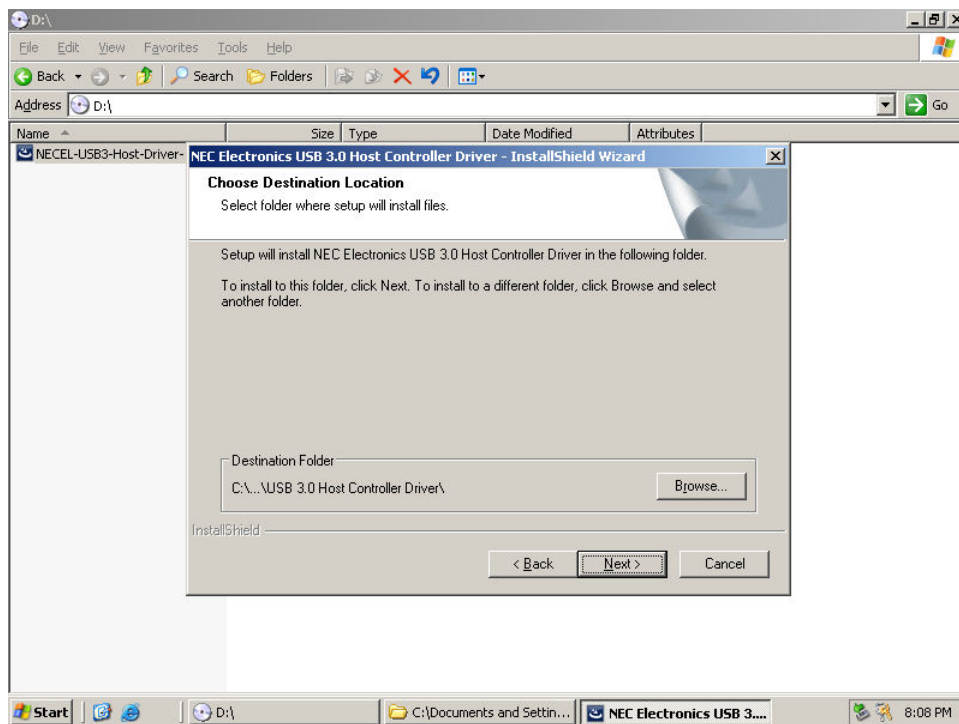 D:\
File Edit View Favorites Tools Help
Back Search Folders
Address D:\ Go
Name Size Type Date Modified Attributes
NECEL-USB3-Host-Driver-
NEC Electronics USB 3.0 Host Controller Driver - InstallShield Wizard
Choose Destination Location
Select folder where setup will install files.
Setup will install NEC Electronics USB 3.0 Host Controller Driver in the following folder.
To install to this folder, click Next. To install to a different folder, click Browse and select
another folder.
Destination Folder
C:\...\USB 3.0 Host Controller Driver\
Browse...
InstallShield
< Back Next > Cancel
Start D:\ C:\Documents and Settin... NEC Electronics USB 3.... 8:08 PM